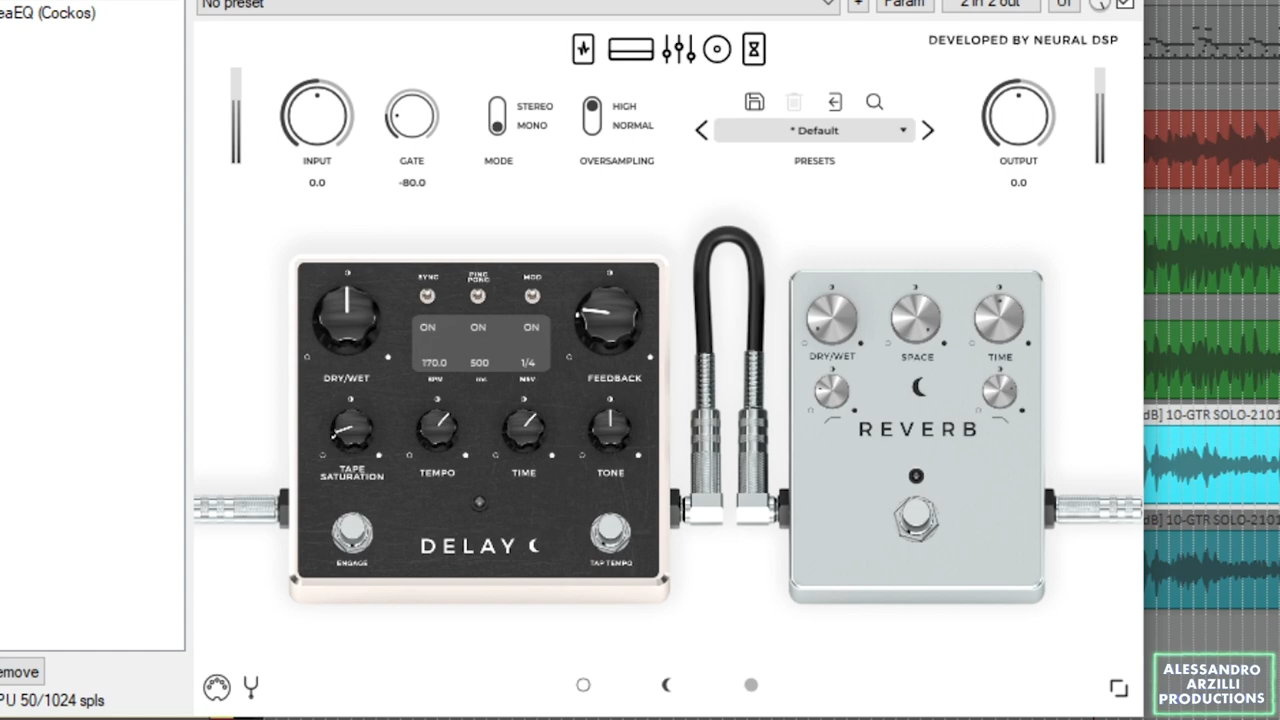 eaEQ (Cockos)
No preset
+
Param
2 in 2 out
UI
DEVELOPED BY NEURAL DSP
STEREO
MONO
HIGH
NORMAL
* Default
INPUT
GATE
MODE
OVERSAMPLING
PRESETS
OUTPUT
0.0
-80.0
0.0
SYNC
PING
PONG
MOD
ON
ON
ON
170.0
500
1/4
BPM
ms
DRY/WET
FEEDBACK
TAPE
SATURATION
TEMPO
TIME
TONE
DELAY
ENGAGE
TAP TEMPO
DRY/WET
SPACE
TIME
REVERB
dB] 10-GTR SOLO-2101
dB] 10-GTR SOLO-2101
emove
PU 50/1024 spls
ALESSANDRO
ARZILLI
PRODUCTIONS